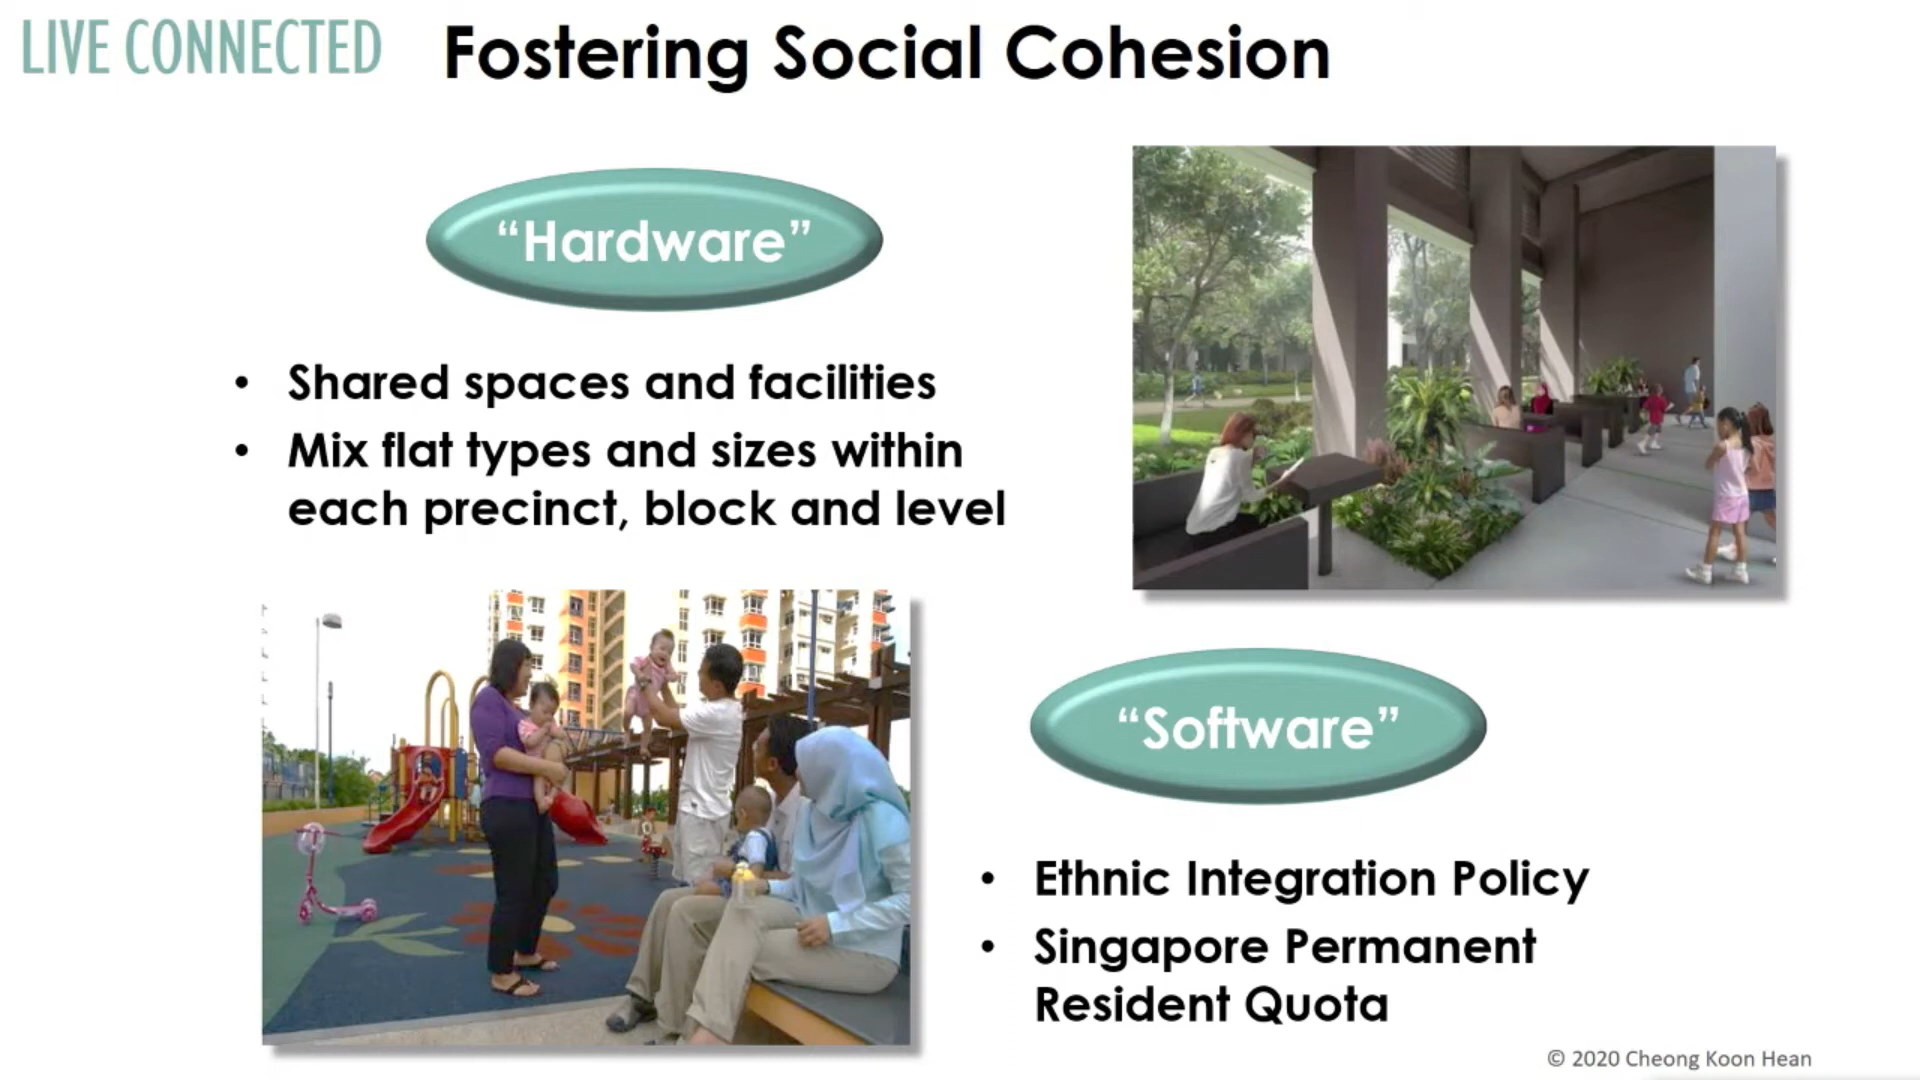 LIVE CONNECTED
Fostering Social Cohesion
“Hardware”
• Shared spaces and facilities
• Mix flat types and sizes within
each precinct, block and level
“Software”
• Ethnic Integration Policy
• Singapore Permanent
Resident Quota
© 2020 Cheong Koon Hean